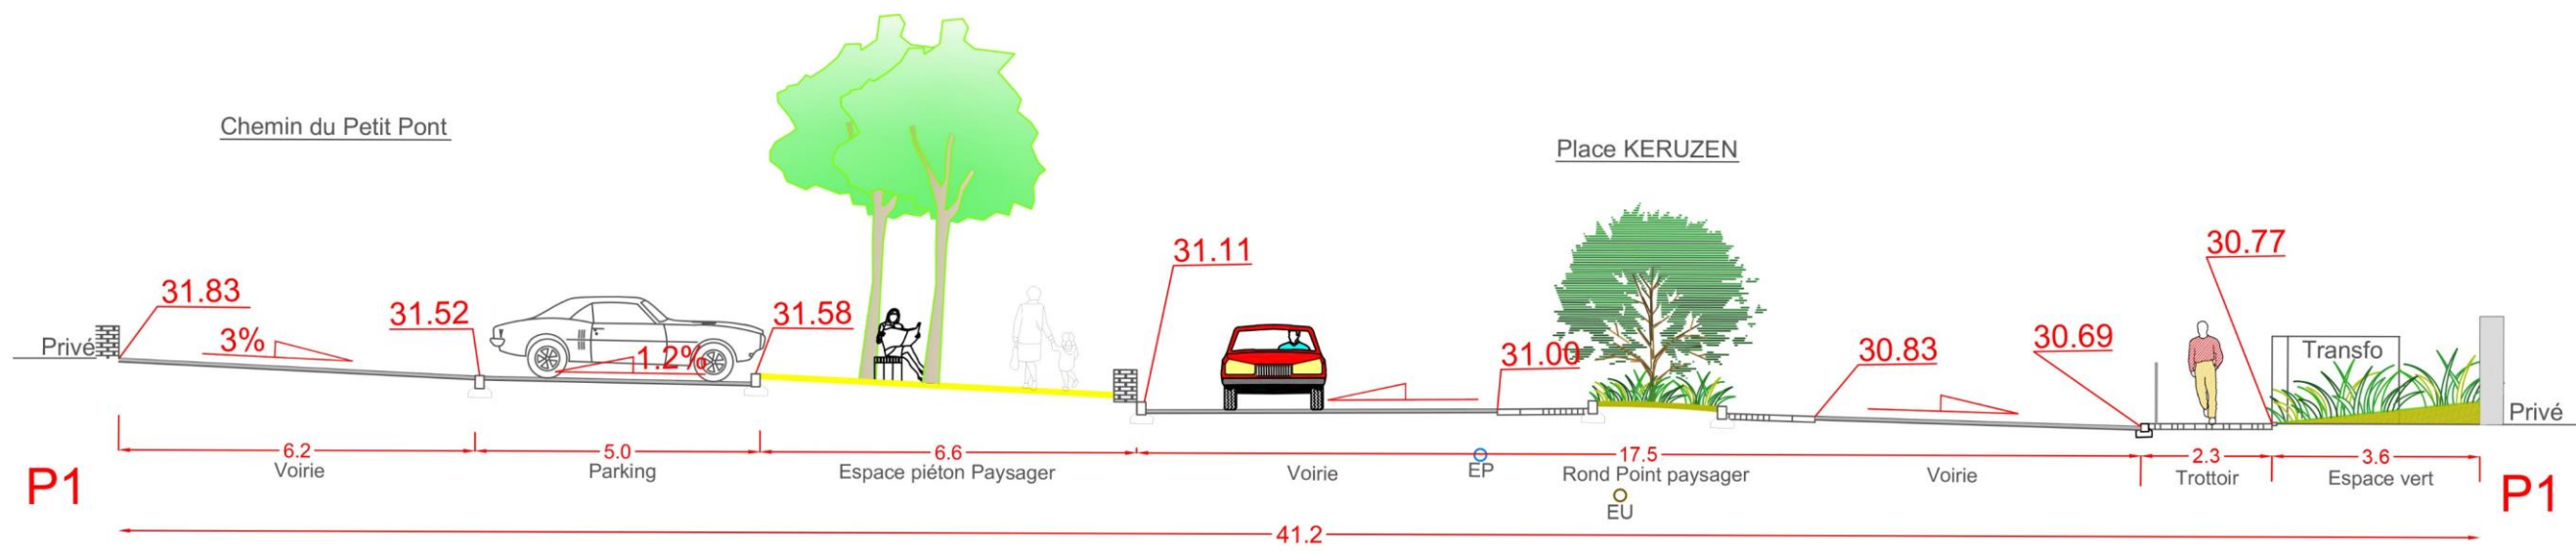 Chemin du Petit Pont
Place KERUZEN
31.83
3%
31.52
1.2%
31.58
31.11
31.00
30.83
30.69
30.77
Privé
Transfo
Privé
6.2
5.0
6.6
17.5
2.3
3.6
Voirie
Parking
Espace piéton Paysager
Voirie
EP
Rond Point paysager
Voirie
Trottoir
Espace vert
EU
P1
P1
41.2